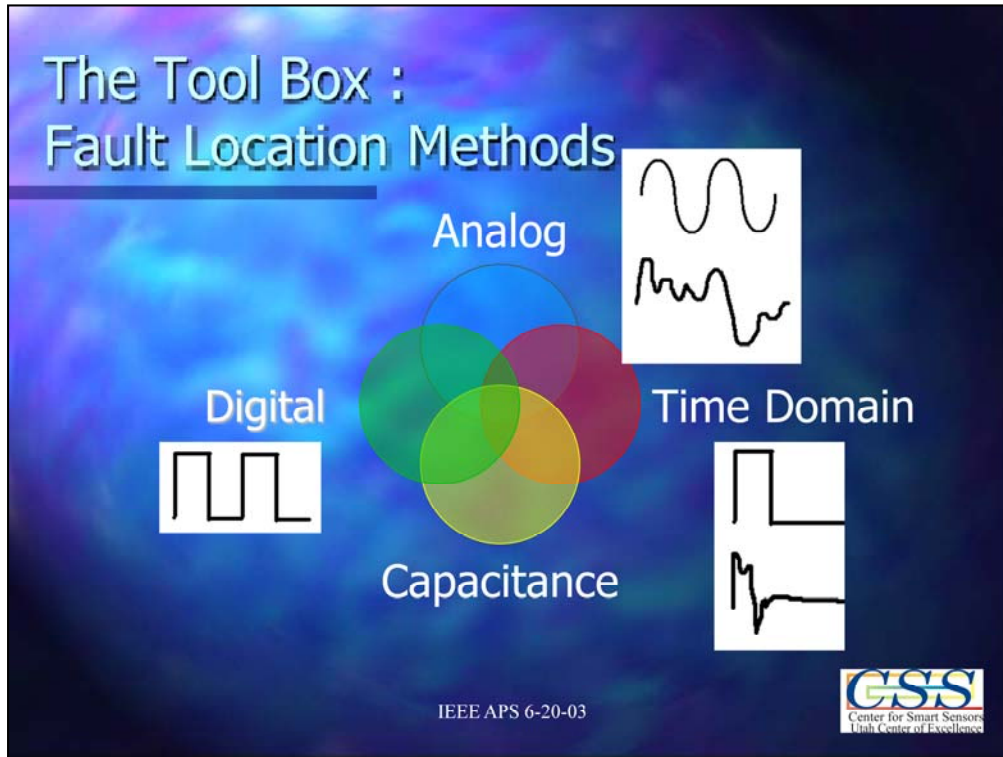 The Tool Box :
Fault Location Methods
Analog
Digital
Time Domain
Capacitance
IEEE APS 6-20-03
CSS
Center for Smart Sensors
Utah Center of Excellence